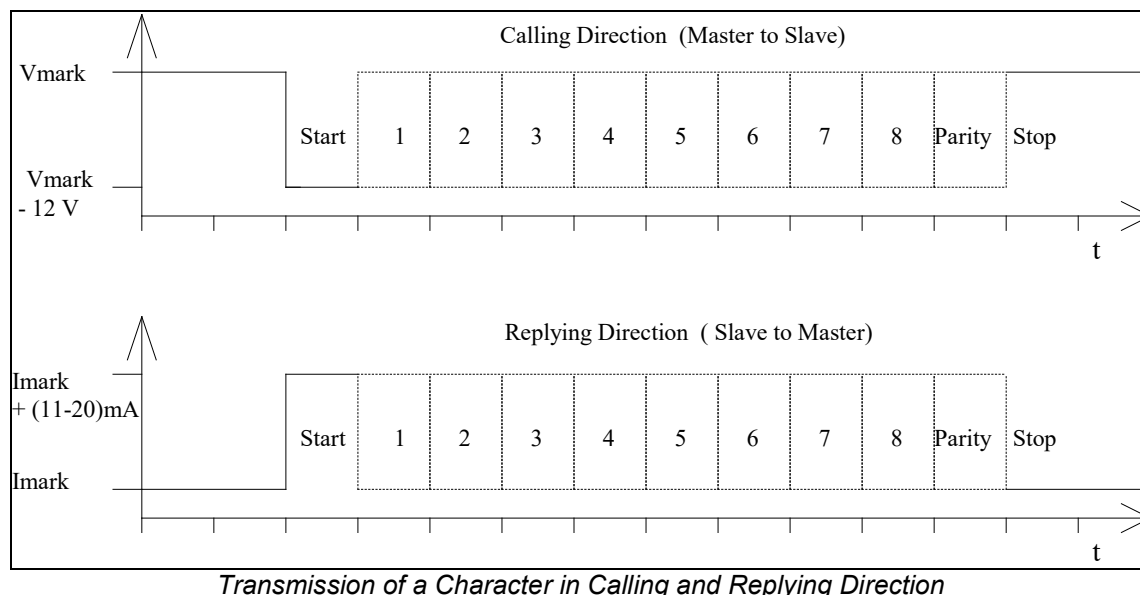 Calling Direction (Master to Slave)
Vmark
Start 1 2 3 4 5 6 7 8 Parity Stop
Vmark
- 12 V
t
Replying Direction ( Slave to Master)
Imark
+ (11-20)mA
Start 1 2 3 4 5 6 7 8 Parity Stop
Imark
t
Transmission of a Character in Calling and Replying Direction